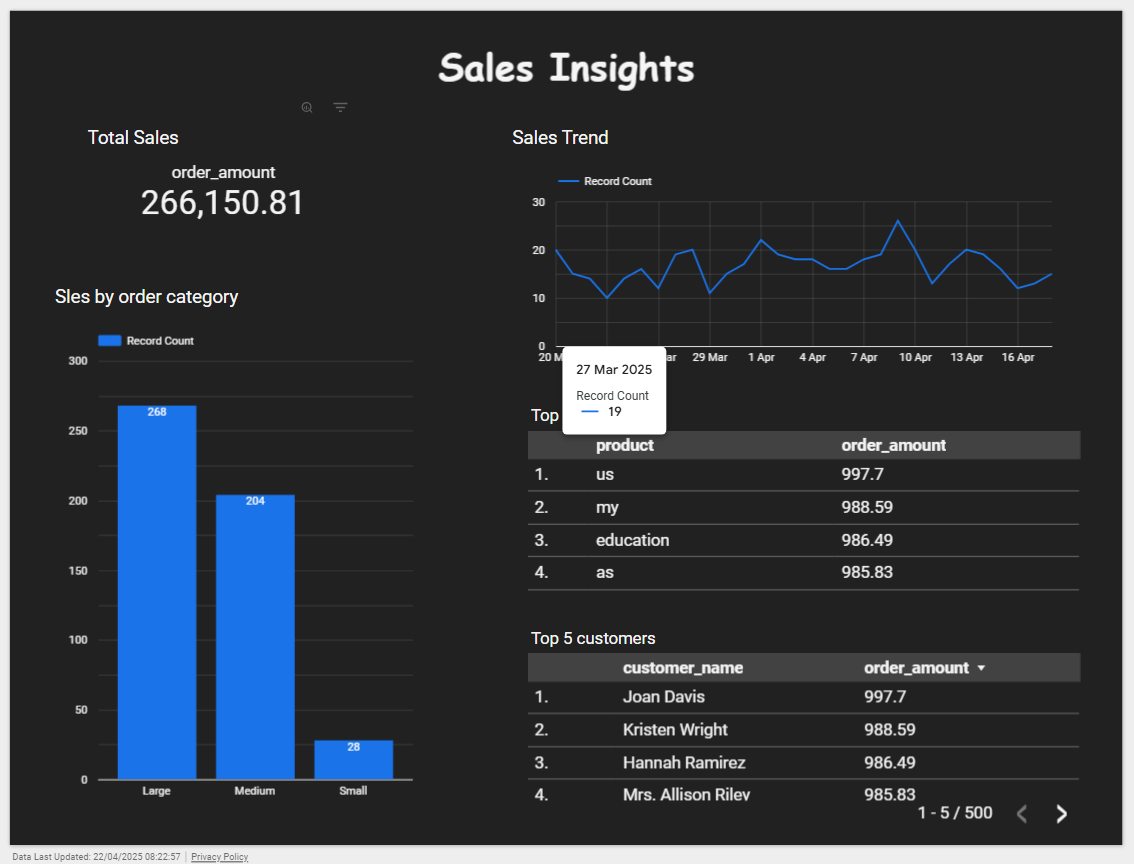 Sales Insights
Total Sales
order_amount
266,150.81
Sales Trend
Record Count
30
20
10
0
29 Mar
1 Apr
4 Apr
7 Apr
10 Apr
13 Apr
16 Apr
27 Mar 2025
Record Count
19
Sles by order category
Record Count
300
250
200
150
100
50
0
268
204
28
Large
Medium
Small
Top
product order_amount
1. us 997.7
2. my 988.59
3. education 986.49
4. as 985.83
Top 5 customers
customer_name order_amount
1. Joan Davis 997.7
2. Kristen Wright 988.59
3. Hannah Ramirez 986.49
4. Mrs. Allison Riley 985.83
1 - 5 / 500
Data Last Updated: 22/04/2025 08:22:57 | Privacy Policy